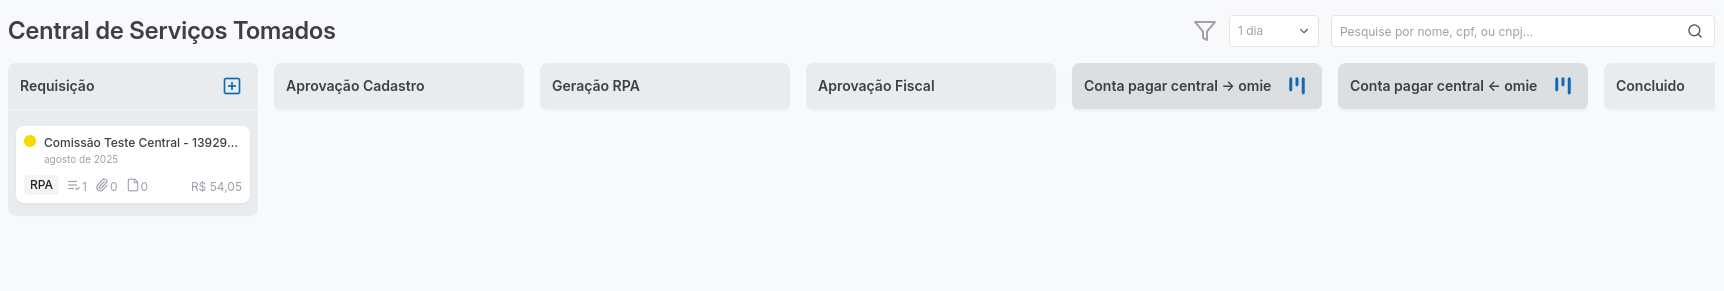 Central de Serviços Tomados
1 dia
Pesquise por nome, cpf, ou cnpj...
Requisição
Aprovação Cadastro
Geração RPA
Aprovação Fiscal
Conta pagar central → omie
Conta pagar central ← omie
Concluido
Comissão Teste Central - 13929...
agosto de 2025
RPA 1 0 0 R$ 54,05